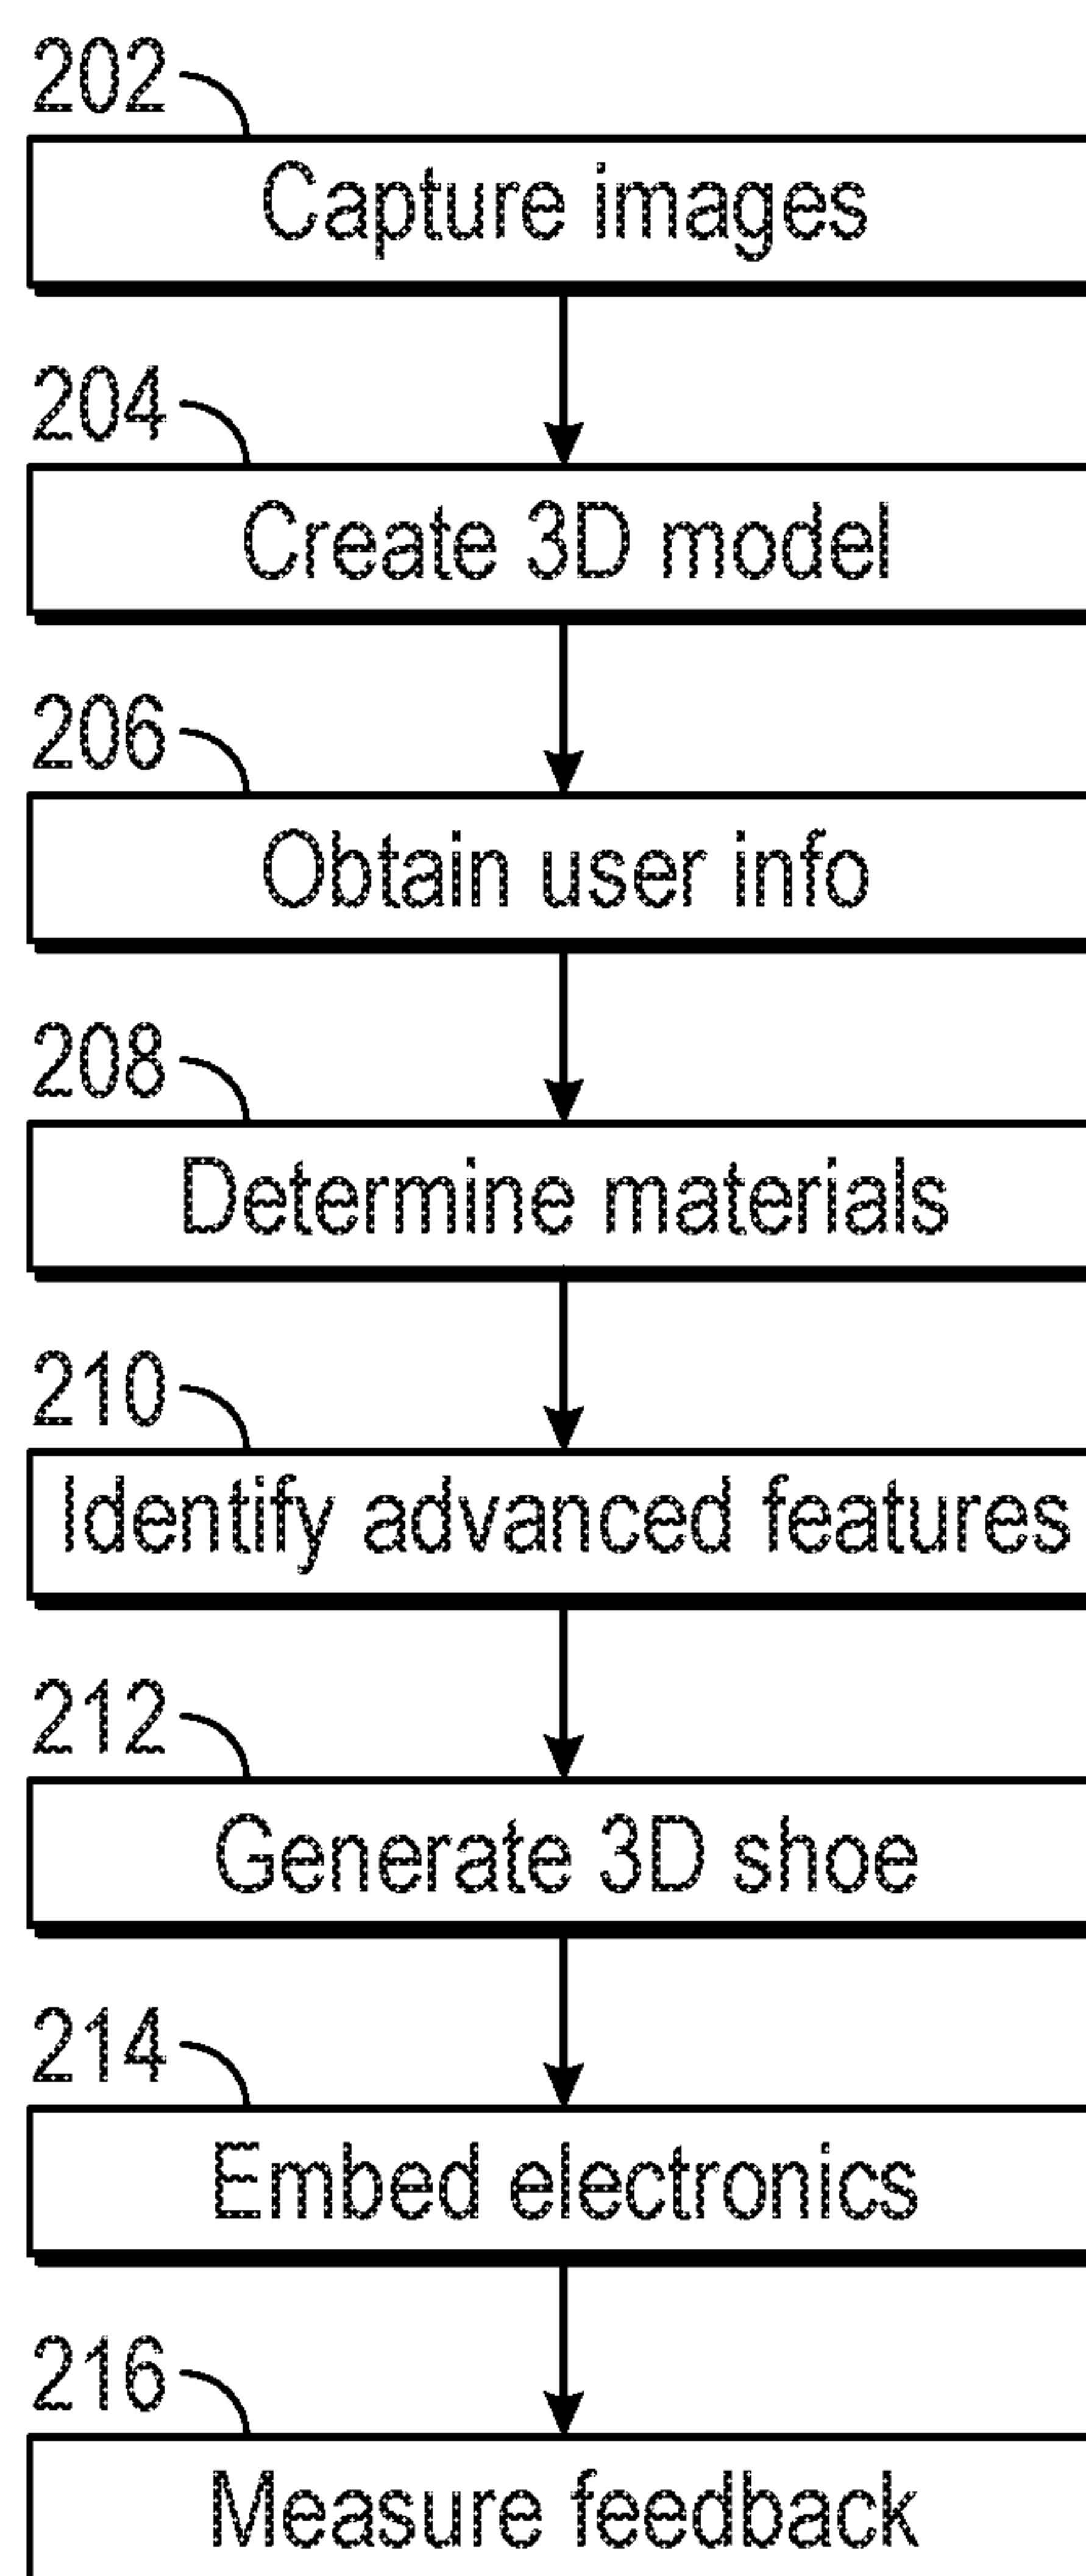 202
Capture images
204
Create 3D model
206
Obtain user info
208
Determine materials
210
Identify advanced features
212
Generate 3D shoe
214
Embed electronics
216
Measure feedback